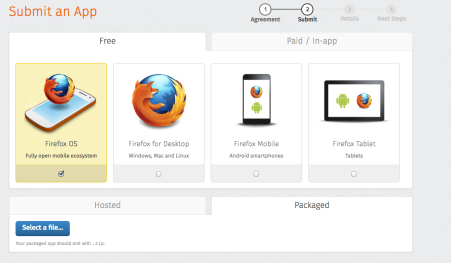 Submit an App
1 2 3 4
Agreement Submit Details Next Steps
Free Paid / In-app
Firefox OS
Fully open mobile ecosystem
Firefox for Desktop
Windows, Mac and Linux
Firefox Mobile
Android smartphones
Firefox Tablet
Tablets
Hosted Packaged
Select a file...
Your packaged app should end with .zip.